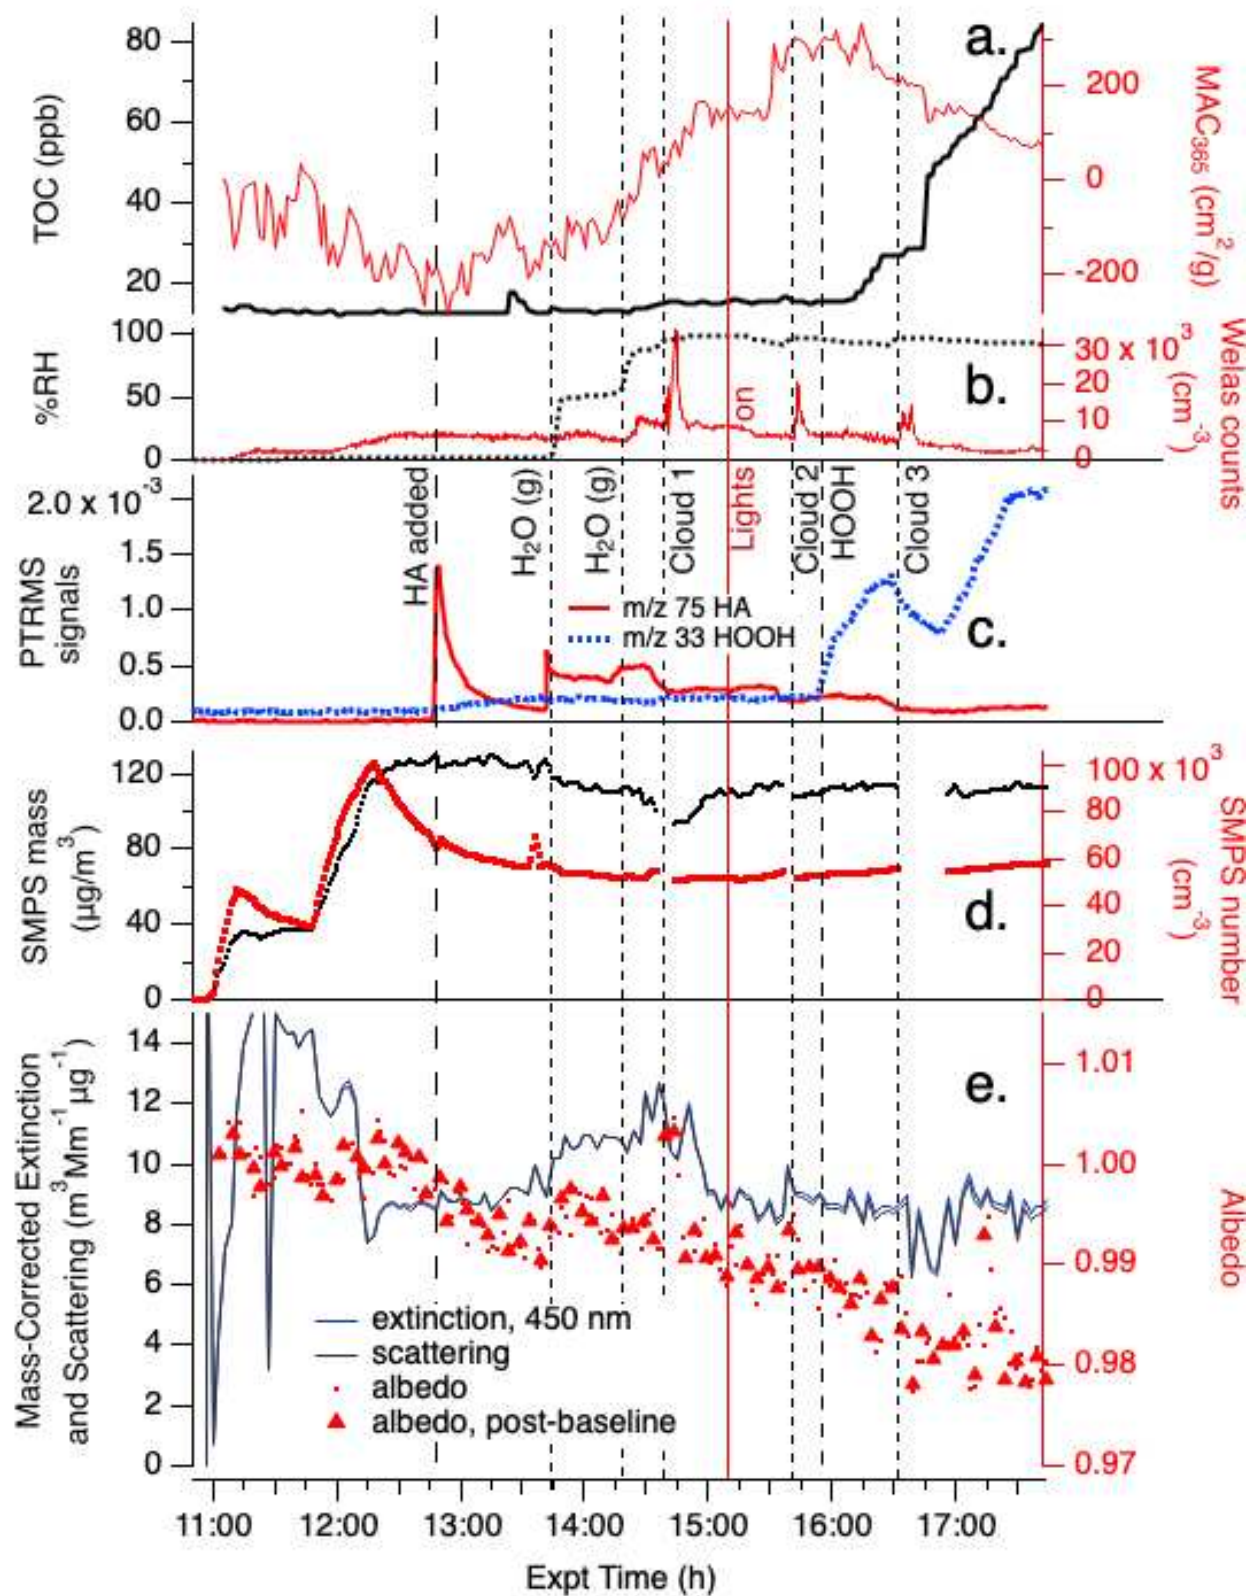 a.
80
60
40
20
TOC (ppb)
200
0
-200
MAC365 (cm2/g)
b.
100
50
0
%RH
30 x 10³
20
10
0
Welas counts
(cm-3)
on
Lights
HA added
H2O (g)
H2O (g)
Cloud 1
Cloud 2
HOOH
Cloud 3
c.
2.0 x 10-3
1.5
1.0
0.5
0.0
PTRMS
signals
m/z 75 HA
m/z 33 HOOH
d.
120
80
40
0
SMPS mass
(µg/m3)
100 x 10³
80
60
40
20
0
SMPS number
(cm-3)
e.
14
12
10
8
6
4
2
0
Mass-Corrected Extinction
and Scattering (m3Mm-1µg-1)
1.01
1.00
0.99
0.98
0.97
Albedo
extinction, 450 nm
scattering
albedo
albedo, post-baseline
11:00 12:00 13:00 14:00 15:00 16:00 17:00
Expt Time (h)